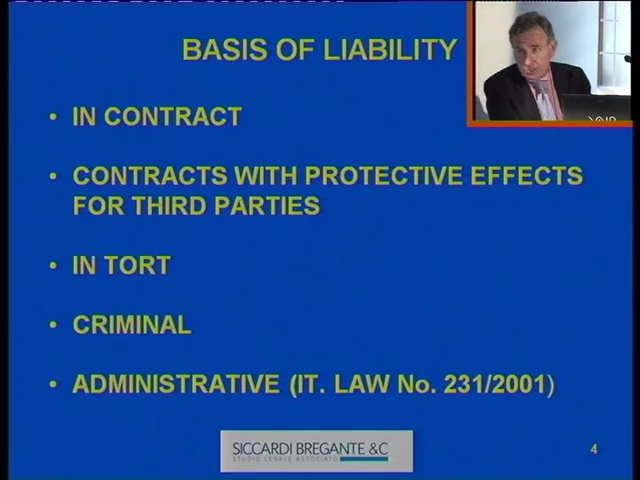 BASIS OF LIABILITY
• IN CONTRACT
• CONTRACTS WITH PROTECTIVE EFFECTS
FOR THIRD PARTIES
• IN TORT
• CRIMINAL
• ADMINISTRATIVE (IT. LAW No. 231/2001)
SICCARDI BREGANTE &C
STUDIO LEGALE ASSOCIATO
4